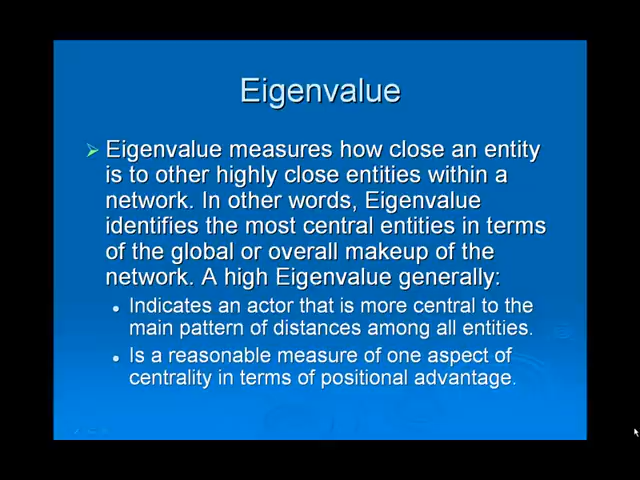 Eigenvalue
Eigenvalue measures how close an entity
is to other highly close entities within a
network. In other words, Eigenvalue
identifies the most central entities in terms
of the global or overall makeup of the
network. A high Eigenvalue generally:
Indicates an actor that is more central to the
main pattern of distances among all entities.
Is a reasonable measure of one aspect of
centrality in terms of positional advantage.